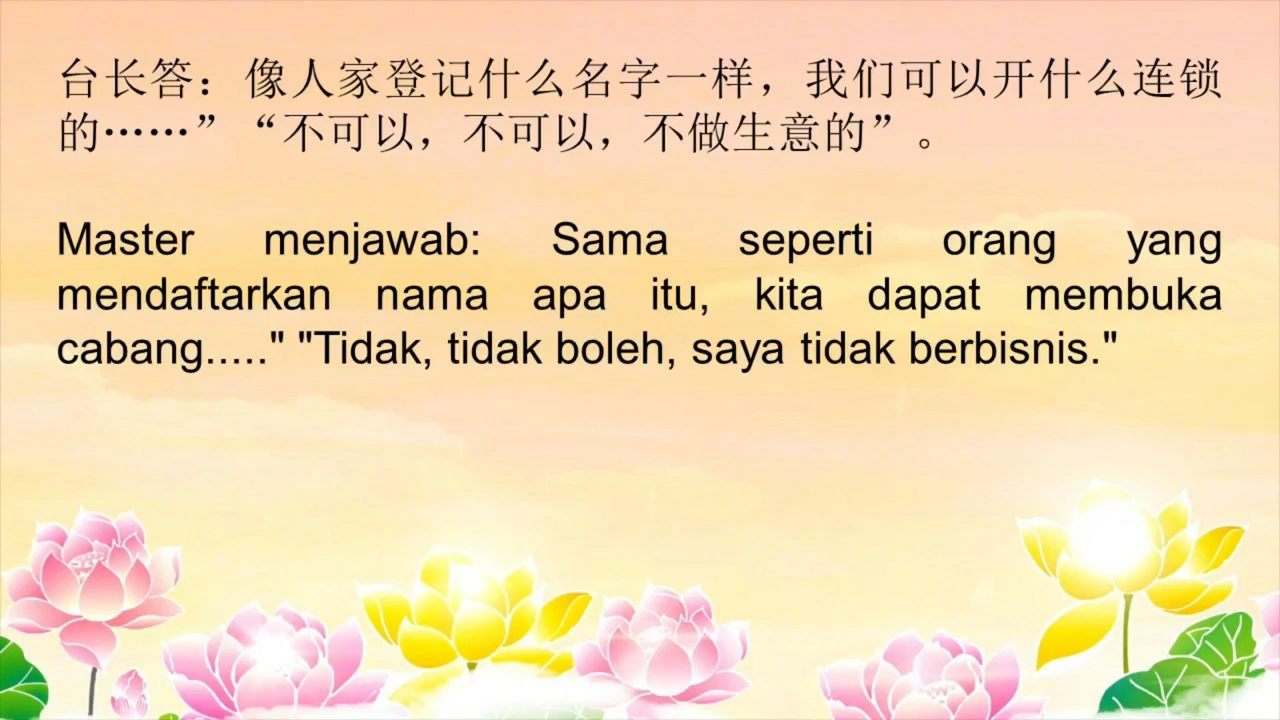 台长答：像人家登记什么名字一样，我们可以开什么连锁
的……”“不可以，不可以，不做生意的”。
Master menjawab: Sama seperti orang yang
mendaftarkan nama apa itu, kita dapat membuka
cabang....." "Tidak, tidak boleh, saya tidak berbisnis."